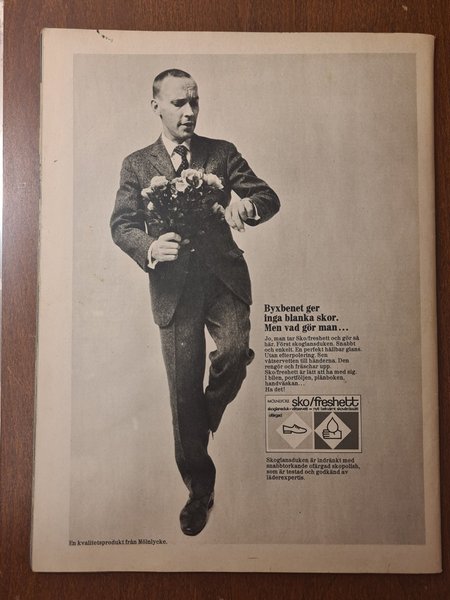 Byxbenet ger
inga blanka skor.
Men vad gör man...
Jo, man tar Sko/freshett och gör så
här. Först skoglansduken. Snabbt
och enkelt. En perfekt hållbar glans.
Utan efterpolering. Sen
våtservetten till händerna. Den
rengör och fräschar upp.
Sko/freshett är lätt att ha med sig.
I bilen, portföljen, plånboken,
handväskan...
Ha det!
MÖLNLYCKE sko/freshett
skoglansduk + våtservett =
ofärgad
Skoglansduken är indränkt med
snabbtorkande ofärgad skopolish,
som är testad och godkänd av
läderexpertis.
En kvalitetsprodukt från Mölnlycke.